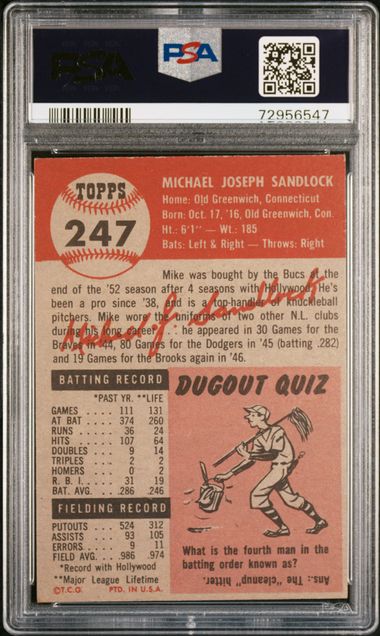 PSA
PSA
72956547
TOPPS
247
MICHAEL JOSEPH SANDLOCK
Home: Old Greenwich, Connecticut
Born: Oct. 17, '16, Old Greenwich, Con.
Ht.: 6'1" — Wt.: 185
Bats: Left & Right — Throws: Right
Mike was bought by the Bucs at the
end of the '52 season after 4 seasons with Hollywood. He's
been a pro since '38, and is a top-handler of knuckleball
pitchers. Mike wore the uniforms of two other N.L. clubs
during his long career . . . he appeared in 30 Games for the
Braves in '44, 80 Games for the Dodgers in '45 (batting .282)
and 19 Games for the Brooks again in '46.
Michael J. Sandlock
BATTING RECORD
*PAST YR. **LIFE
GAMES 111 131
AT BAT 374 260
RUNS 36 24
HITS 107 64
DOUBLES 9 14
TRIPLES 2 2
HOMERS 0 2
R. B. I. 31 19
BAT. AVG. .286 .246
FIELDING RECORD
PUTOUTS 524 312
ASSISTS 93 105
ERRORS 9 11
FIELD AVG. .986 .974
*Record with Hollywood
**Major League Lifetime
©T.C.G. PTD. IN U.S.A.
DUGOUT QUIZ
What is the fourth man in the
batting order known as?
Ans.: The "cleanup" hitter.
PSA